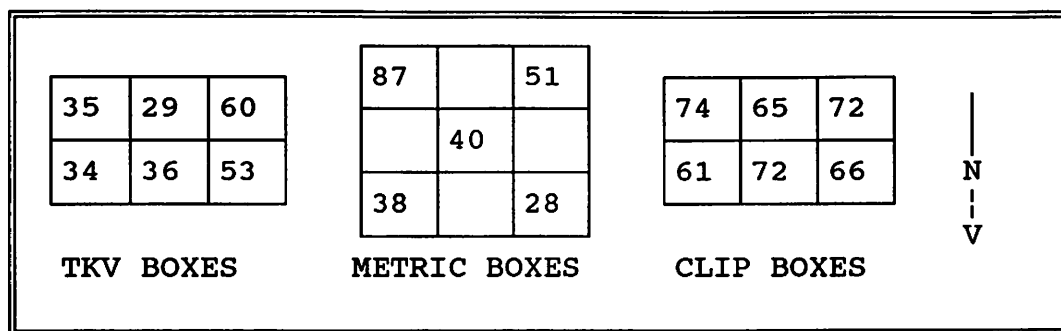 87 51
35 29 60 74 65 72
40
34 36 53 61 72 66 N
38 28
V
TKV BOXES METRIC BOXES CLIP BOXES